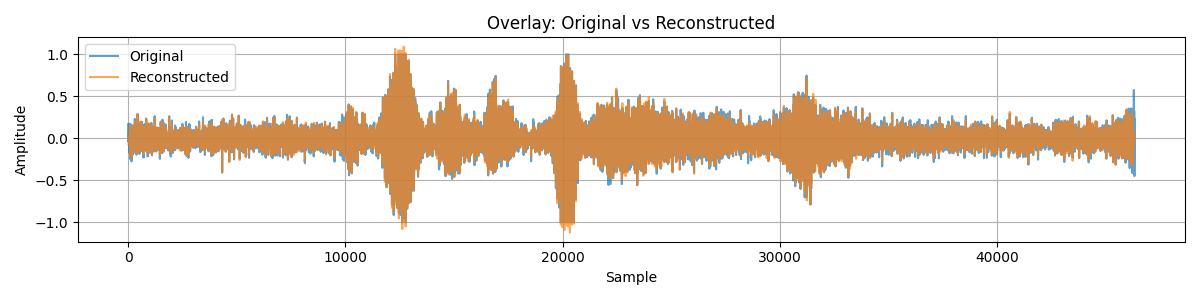 Overlay: Original vs Reconstructed
Original
Reconstructed
Amplitude
1.0
0.5
0.0
−0.5
−1.0
0 10000 20000 30000 40000
Sample